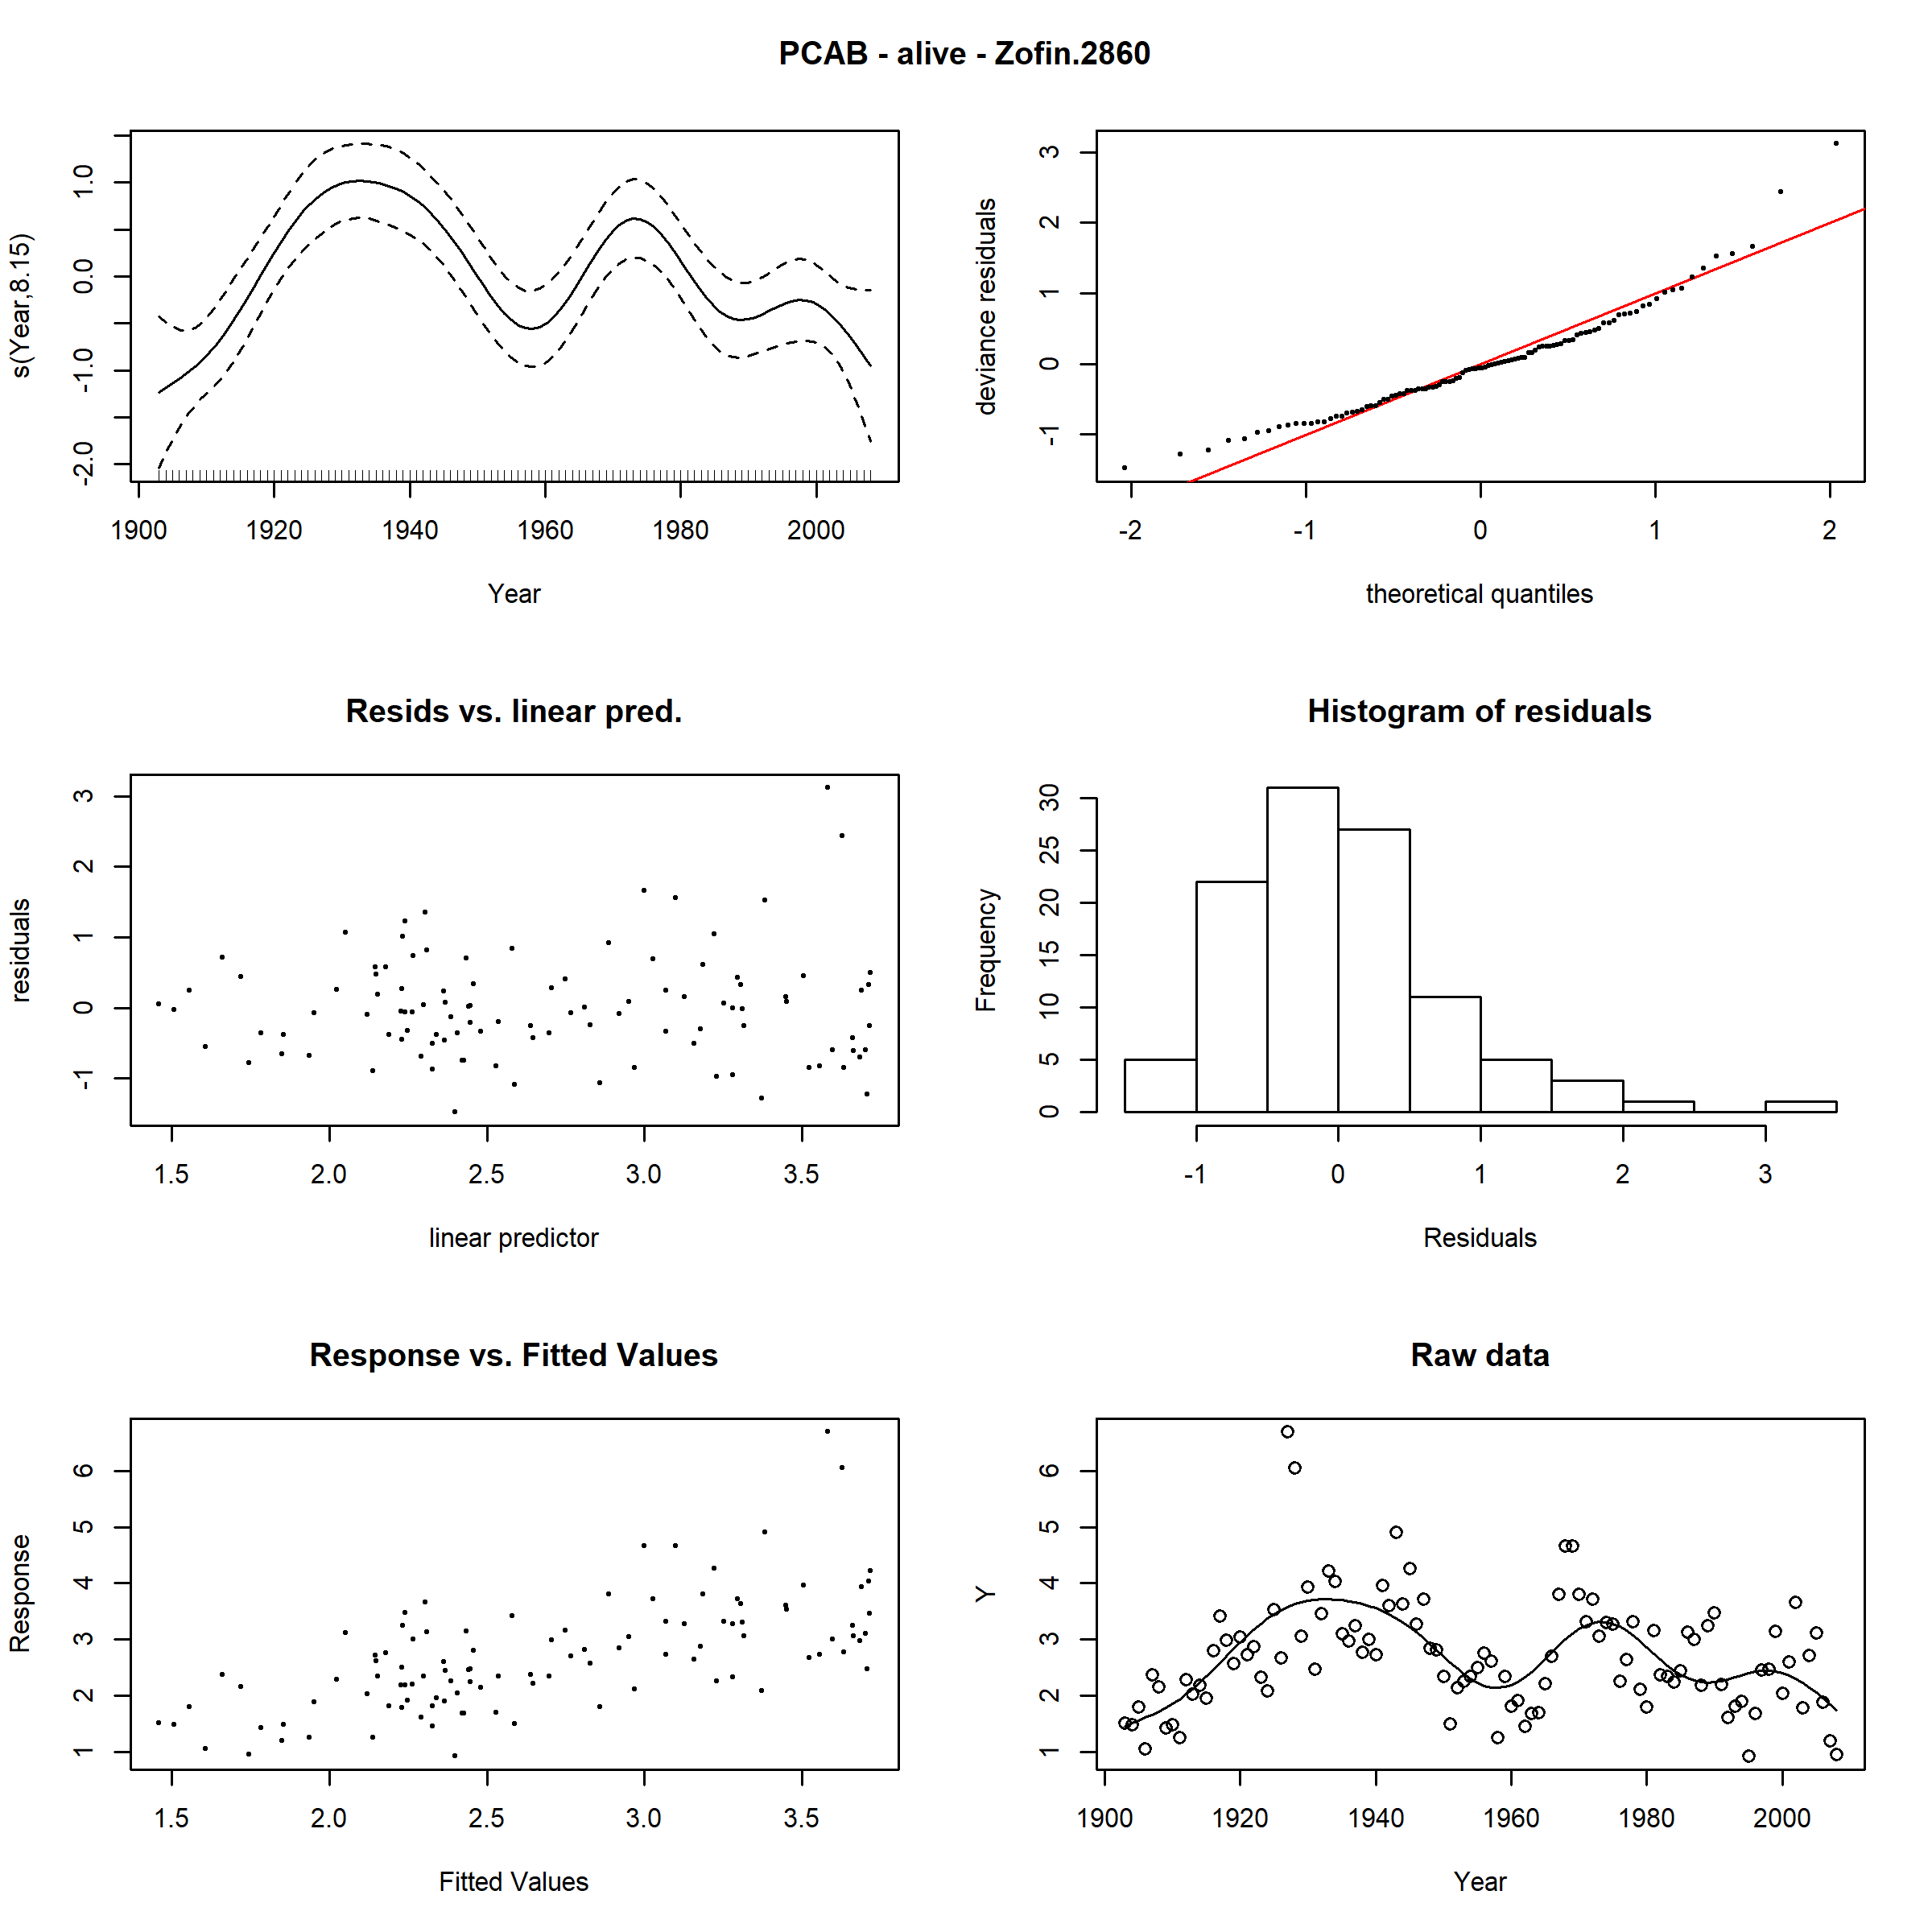 PCAB - alive - Zofin.2860
s(Year,8.15)
-2.0 -1.0 0.0 1.0
1900 1920 1940 1960 1980 2000
Year
deviance residuals
-1 0 1 2 3
-2 -1 0 1 2
theoretical quantiles
Resids vs. linear pred.
residuals
-1 0 1 2 3
1.5 2.0 2.5 3.0 3.5
linear predictor
Histogram of residuals
Frequency
0 5 10 15 20 25 30
-1 0 1 2 3
Residuals
Response vs. Fitted Values
Response
1 2 3 4 5 6
1.5 2.0 2.5 3.0 3.5
Fitted Values
Raw data
Y
1 2 3 4 5 6
1900 1920 1940 1960 1980 2000
Year